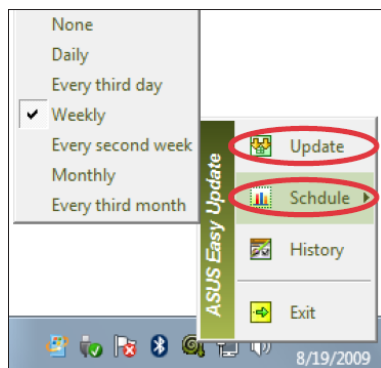 None
Daily
Every third day
Weekly
Every second week
Monthly
Every third month
ASUS Easy Update
Update
Schdule
History
Exit
8/19/2009